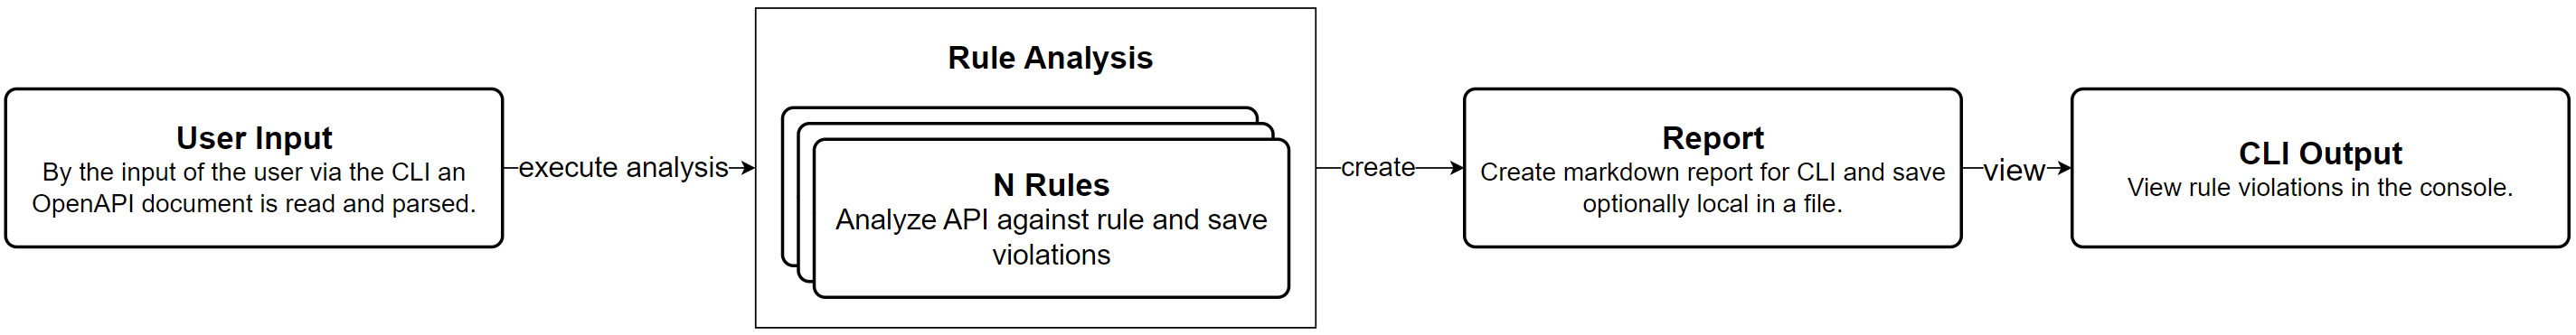 User Input
By the input of the user via the CLI an
OpenAPI document is read and parsed.
execute analysis
Rule Analysis
N Rules
Analyze API against rule and save
violations
create
Report
Create markdown report for CLI and save
optionally local in a file.
view
CLI Output
View rule violations in the console.